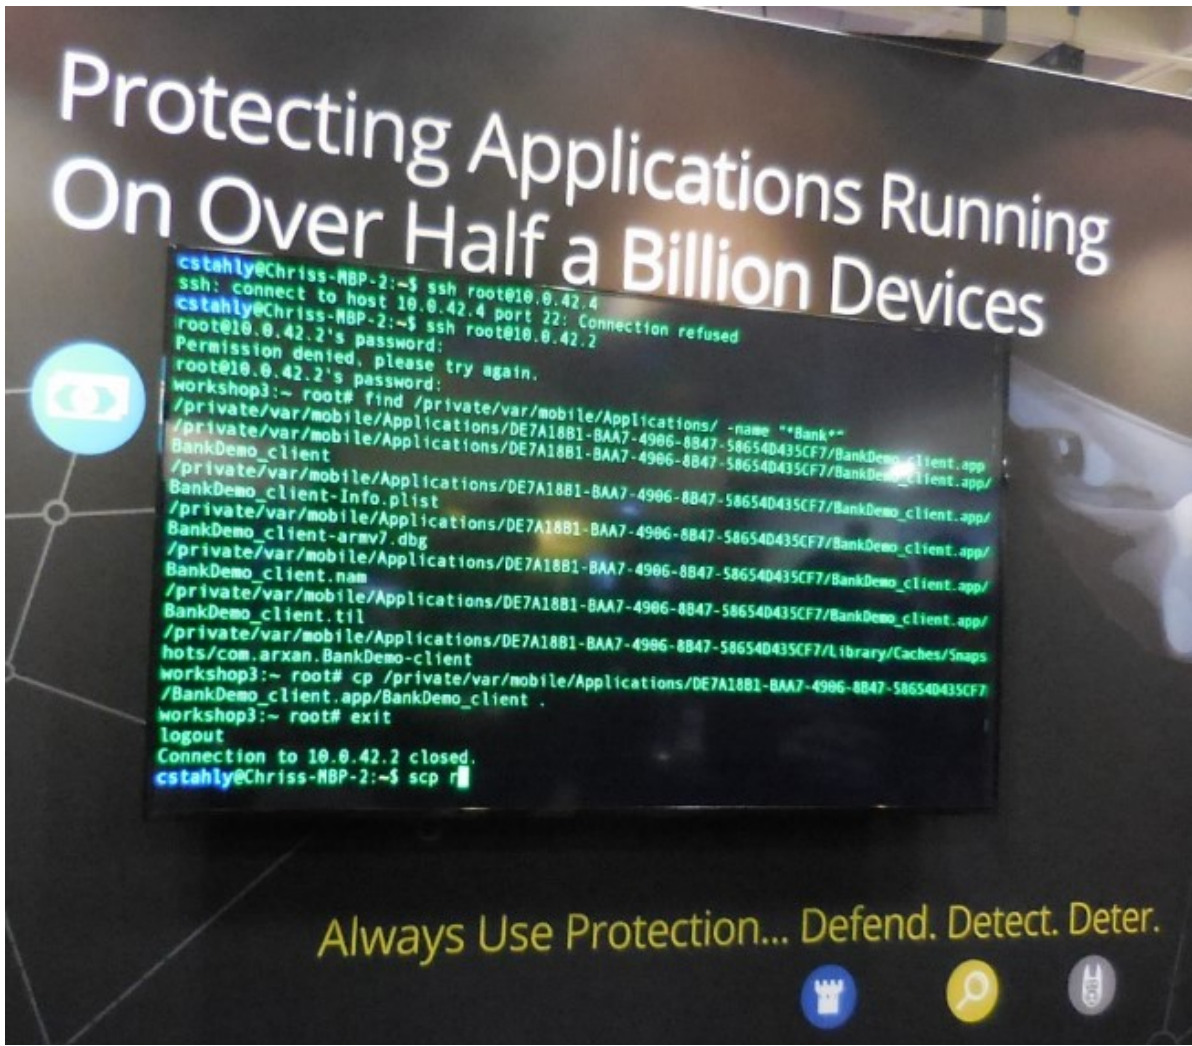 Protecting Applications Running
On Over Half a Billion Devices
cstahly@Chriss-MBP-2:~$ ssh root@10.0.42.4
ssh: connect to host 10.0.42.4 port 22: Connection refused
cstahly@Chriss-MBP-2:~$ ssh root@10.0.42.2
root@10.0.42.2's password:
Permission denied, please try again.
root@10.0.42.2's password:
workshop3:~ root# find /private/var/mobile/Applications/ -name "*Bank*"
/private/var/mobile/Applications/DE7A18B1-BAA7-4906-8B47-58654D435CF7/BankDemo_client.app
/private/var/mobile/Applications/DE7A18B1-BAA7-4906-8B47-58654D435CF7/BankDemo_client.app/
BankDemo_client
/private/var/mobile/Applications/DE7A18B1-BAA7-4906-8B47-58654D435CF7/BankDemo_client.app/
BankDemo_client-Info.plist
/private/var/mobile/Applications/DE7A18B1-BAA7-4906-8B47-58654D435CF7/BankDemo_client.app/
BankDemo_client-armv7.dbg
/private/var/mobile/Applications/DE7A18B1-BAA7-4906-8B47-58654D435CF7/BankDemo_client.app/
BankDemo_client.nam
/private/var/mobile/Applications/DE7A18B1-BAA7-4906-8B47-58654D435CF7/BankDemo_client.app/
BankDemo_client.til
/private/var/mobile/Applications/DE7A18B1-BAA7-4906-8B47-58654D435CF7/Library/Caches/Snaps
hots/com.arxan.BankDemo-client
workshop3:~ root# cp /private/var/mobile/Applications/DE7A18B1-BAA7-4906-8B47-58654D435CF7
/BankDemo_client.app/BankDemo_client .
workshop3:~ root# exit
logout
Connection to 10.0.42.2 closed.
cstahly@Chriss-MBP-2:~$ scp r
Always Use Protection... Defend. Detect. Deter.